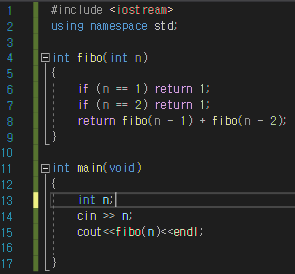 1 #include <iostream>
2 using namespace std;
3
4 int fibo(int n)
5 {
6 if (n == 1) return 1;
7 if (n == 2) return 1;
8 return fibo(n - 1) + fibo(n - 2);
9 }
10
11 int main(void)
12 {
13 int n;
14 cin >> n;
15 cout<<fibo(n)<<endl;
16
17 }